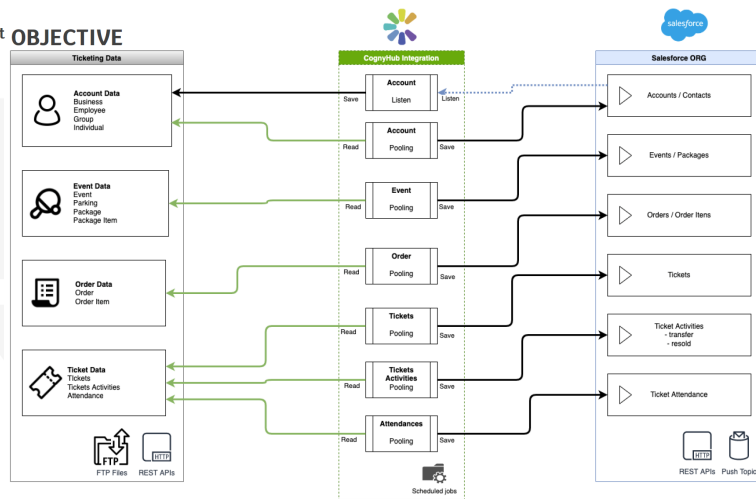 t OBJECTIVE
salesforce
Ticketing Data
CognyHub Integration
Salesforce ORG
Account Data
Business
Employee
Group
Individual
Account
Listen
Save
Listen
Accounts / Contacts
Account
Pooling
Read
Save
Event Data
Event
Parking
Package
Package Item
Event
Pooling
Read
Save
Events / Packages
Orders / Order Itens
Order Data
Order
Order Item
Order
Pooling
Read
Save
Tickets
Tickets
Pooling
Read
Save
Ticket Activities
- transfer
- resold
Ticket Data
Tickets
Tickets Activities
Attendance
Tickets
Activities
Pooling
Read
Save
Ticket Attendance
Attendances
Pooling
Read
Save
FTP
FTP Files
HTTP
REST APIs
Scheduled jobs
HTTP
REST APIs
Push Topic